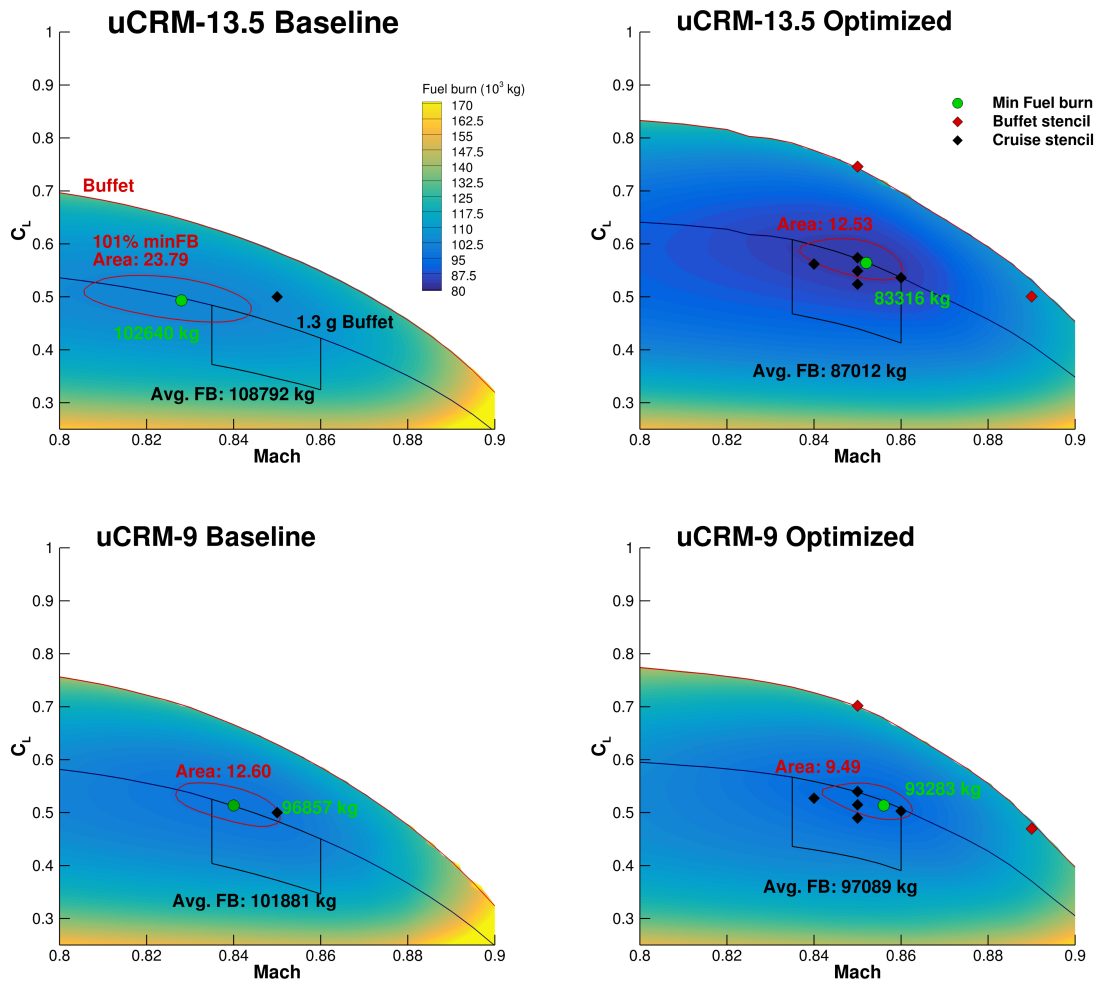 uCRM-13.5 Baseline
1
0.9
0.8
0.7
0.6
0.5
0.4
0.3
C_L
Fuel burn (10³ kg)
170
162.5
155
147.5
140
132.5
125
117.5
110
102.5
95
87.5
80
Buffet
101% minFB
Area: 23.79
102640 kg
1.3 g Buffet
Avg. FB: 108792 kg
0.8
0.82
0.84
0.86
0.88
0.9
Mach
uCRM-13.5 Optimized
1
0.9
0.8
0.7
0.6
0.5
0.4
0.3
C_L
Min Fuel burn
Buffet stencil
Cruise stencil
Area: 12.53
83316 kg
Avg. FB: 87012 kg
0.8
0.82
0.84
0.86
0.88
0.9
Mach
uCRM-9 Baseline
1
0.9
0.8
0.7
0.6
0.5
0.4
0.3
C_L
Area: 12.60
96857 kg
Avg. FB: 101881 kg
0.8
0.82
0.84
0.86
0.88
0.9
Mach
uCRM-9 Optimized
1
0.9
0.8
0.7
0.6
0.5
0.4
0.3
C_L
Area: 9.49
93283 kg
Avg. FB: 97089 kg
0.8
0.82
0.84
0.86
0.88
0.9
Mach